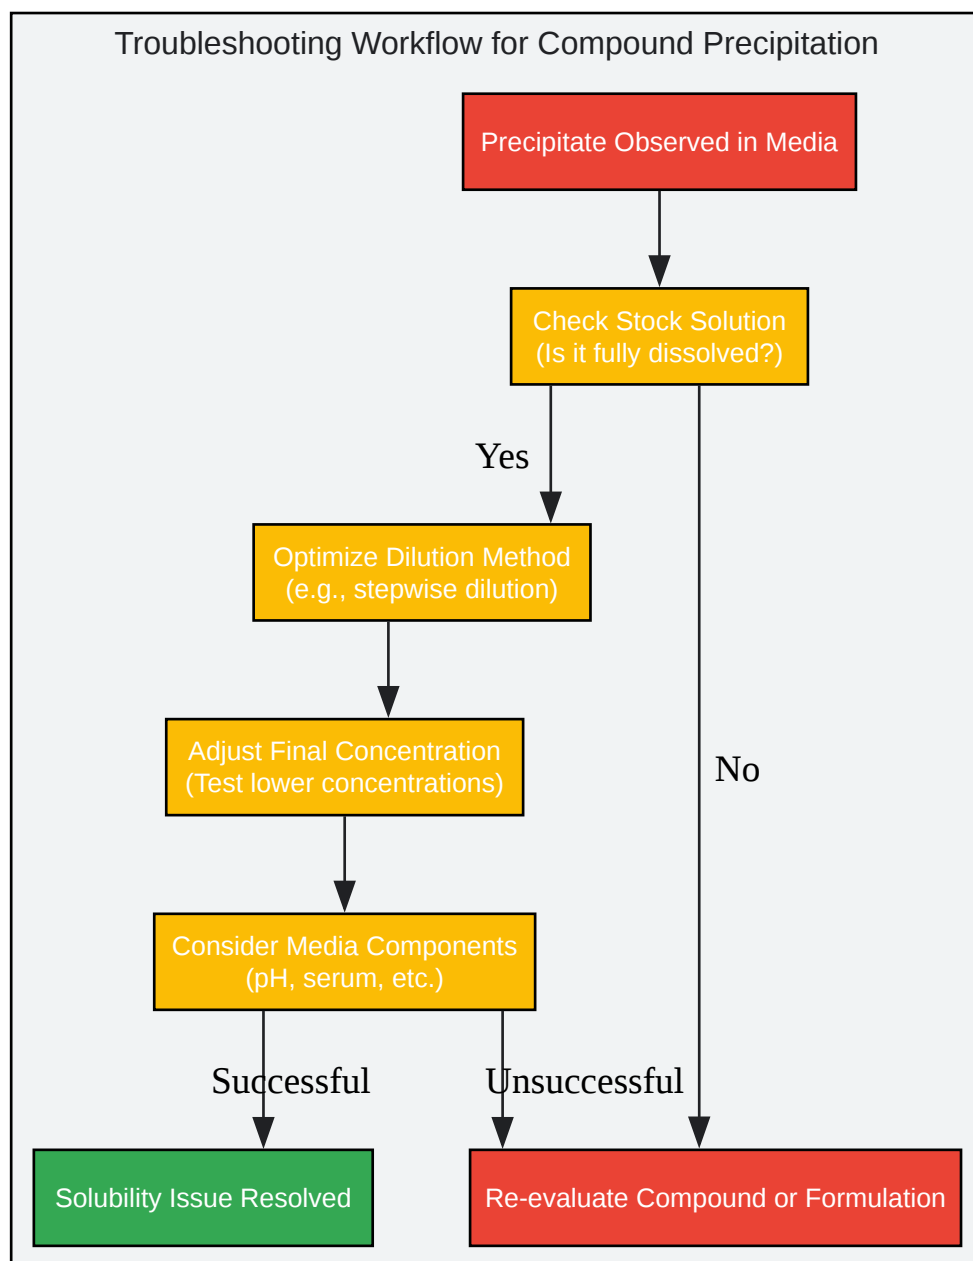 Troubleshooting Workflow for Compound Precipitation
Precipitate Observed in Media
Check Stock Solution
(Is it fully dissolved?)
Yes
Optimize Dilution Method
(e.g., stepwise dilution)
Adjust Final Concentration
(Test lower concentrations)
No
Consider Media Components
(pH, serum, etc.)
Successful
Unsuccessful
Solubility Issue Resolved
Re-evaluate Compound or Formulation